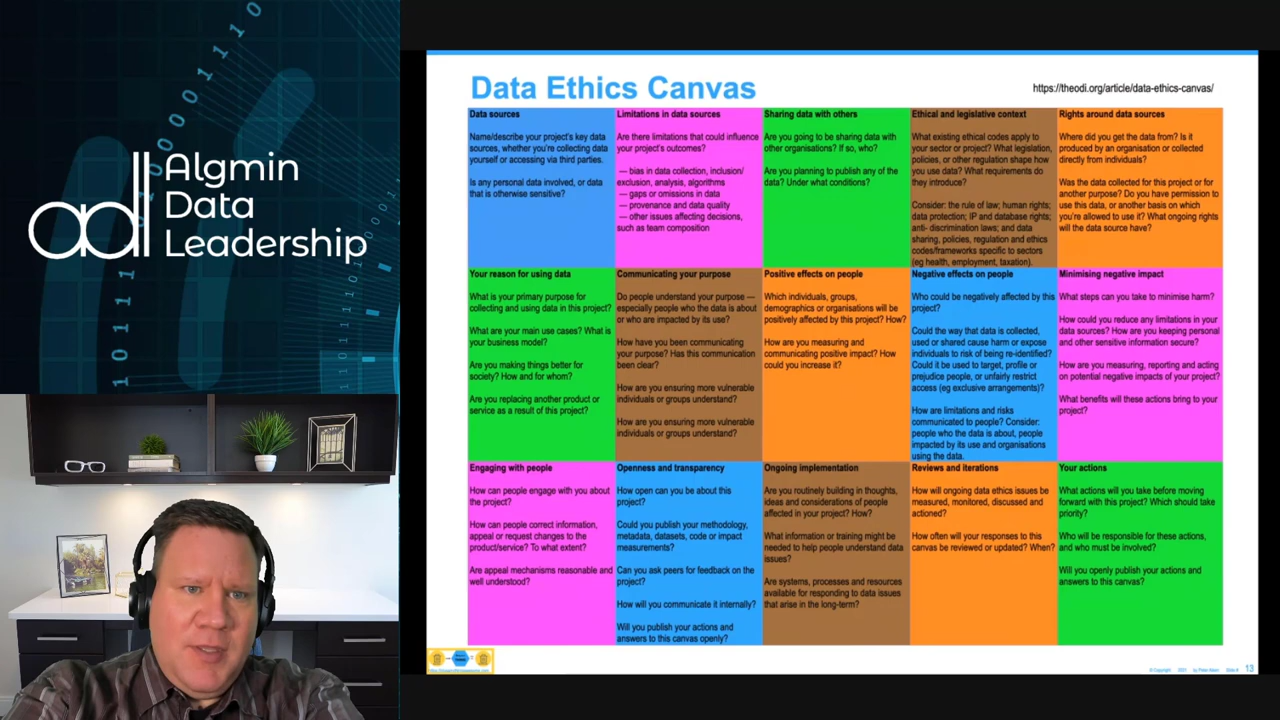 Algmin
Data
Leadership
Data Ethics Canvas
https://theodi.org/article/data-ethics-canvas/
Data sources
Name/describe your project's key data
sources, whether you're collecting data
yourself or accessing via third parties.
Is any personal data involved, or data
that is otherwise sensitive?
Limitations in data sources
Are there limitations that could influence
your project's outcomes?
— bias in data collection, inclusion/
exclusion, analysis, algorithms
— gaps or omissions in data
— provenance and data quality
— other issues affecting decisions,
such as team composition
Sharing data with others
Are you going to be sharing data with
other organisations? If so, who?
Are you planning to publish any of the
data? Under what conditions?
Ethical and legislative context
What existing ethical codes apply to
your sector or project? What legislation,
policies, or other regulation shape how
you use data? What requirements do
they introduce?
Consider: the rule of law; human rights;
data protection; IP and database rights;
anti- discrimination laws; and data
sharing, policies, regulation and ethics
codes/frameworks specific to sectors
(eg health, employment, taxation).
Rights around data sources
Where did you get the data from? Is it
produced by an organisation or collected
directly from individuals?
Was the data collected for this project or for
another purpose? Do you have permission to
use this data, or another basis on which
you're allowed to use it? What ongoing rights
will the data source have?
Your reason for using data
What is your primary purpose for
collecting and using data in this project?
What are your main use cases? What is
your business model?
Are you making things better for
society? How and for whom?
Are you replacing another product or
service as a result of this project?
Communicating your purpose
Do people understand your purpose —
especially people who the data is about
or who are impacted by its use?
How have you been communicating
your purpose? Has this communication
been clear?
How are you ensuring more vulnerable
individuals or groups understand?
How are you ensuring more vulnerable
individuals or groups understand?
Positive effects on people
Which individuals, groups,
demographics or organisations will be
positively affected by this project? How?
How are you measuring and
communicating positive impact? How
could you increase it?
Negative effects on people
Who could be negatively affected by this
project?
Could the way that data is collected,
used or shared cause harm or expose
individuals to risk of being re-identified?
Could it be used to target, profile or
prejudice people, or unfairly restrict
access (eg exclusive arrangements)?
How are limitations and risks
communicated to people? Consider:
people who the data is about, people
impacted by its use and organisations
using the data.
Minimising negative impact
What steps can you take to minimise harm?
How could you reduce any limitations in your
data sources? How are you keeping personal
and other sensitive information secure?
How are you measuring, reporting and acting
on potential negative impacts of your project?
What benefits will these actions bring to your
project?
Engaging with people
How can people engage with you about
the project?
How can people correct information,
appeal or request changes to the
product/service? To what extent?
Are appeal mechanisms reasonable and
well understood?
Openness and transparency
How open can you be about this
project?
Could you publish your methodology,
metadata, datasets, code or impact
measurements?
Can you ask peers for feedback on the
project?
How will you communicate it internally?
Will you publish your actions and
answers to this canvas openly?
Ongoing implementation
Are you routinely building in thoughts,
ideas and considerations of people
affected in your project? How?
What information or training might be
needed to help people understand data
issues?
Are systems, processes and resources
available for responding to data issues
that arise in the long-term?
Reviews and iterations
How will ongoing data ethics issues be
measured, monitored, discussed and
actioned?
How often will your responses to this
canvas be reviewed or updated? When?
Your actions
What actions will you take before moving
forward with this project? Which should take
priority?
Who will be responsible for these actions,
and who must be involved?
Will you openly publish your actions and
answers to this canvas?
13